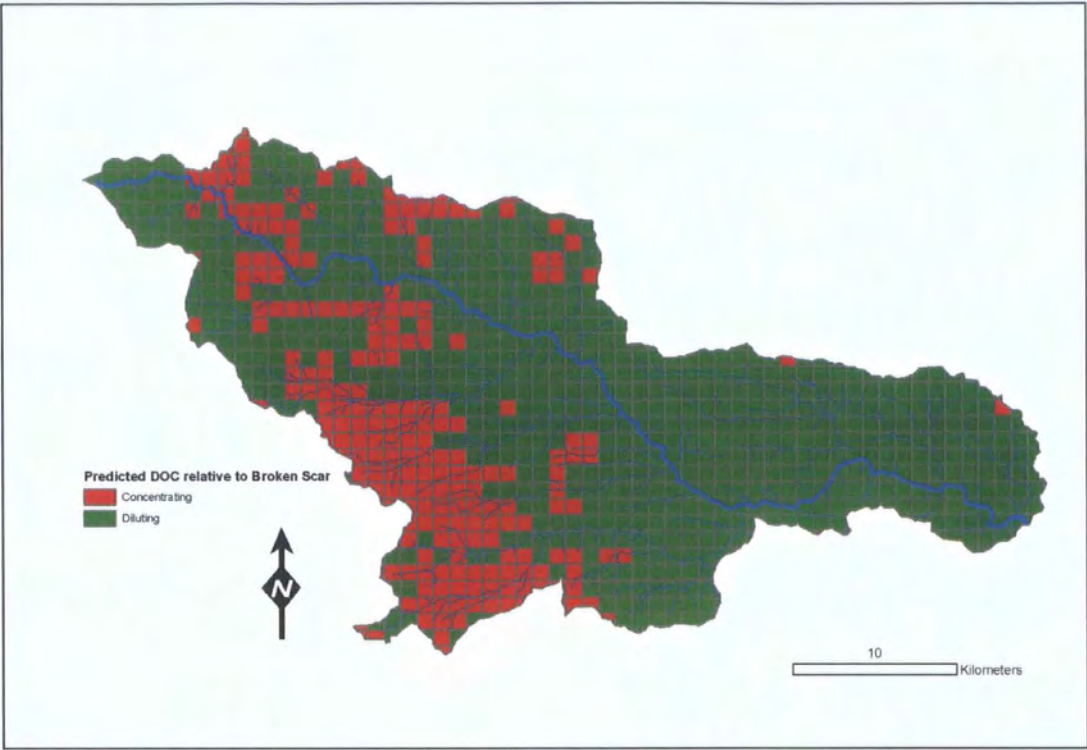 Predicted DOC relative to Broken Scar
Concentrating
Diluting
N
10
Kilometers